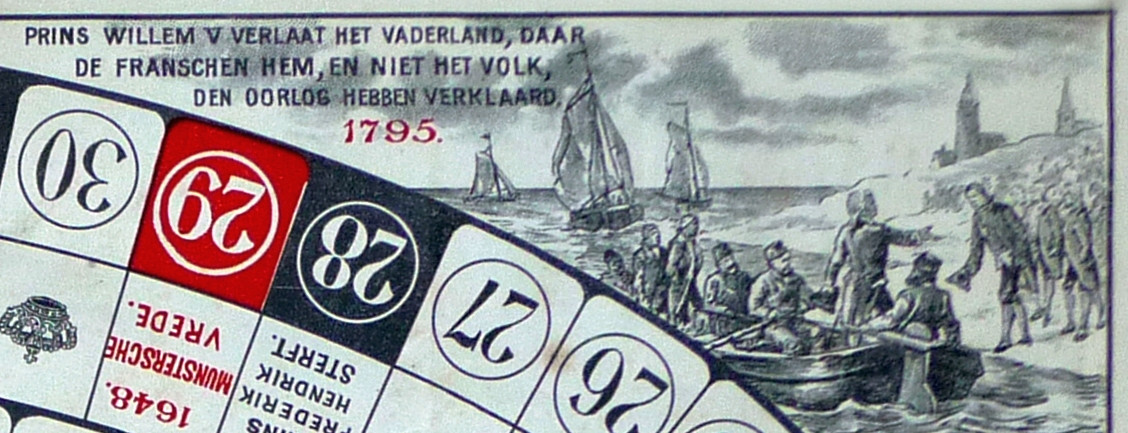 PRINS WILLEM V VERLAAT HET VADERLAND, DAAR
DE FRANSCHEN HEM, EN NIET HET VOLK,
DEN OORLOG HEBBEN VERKLAARD.
1795.
30
29
28
27
26
1648.
MUNSTERSCHE
VREDE.
FREDERIK
HENDRIK
STERFT.